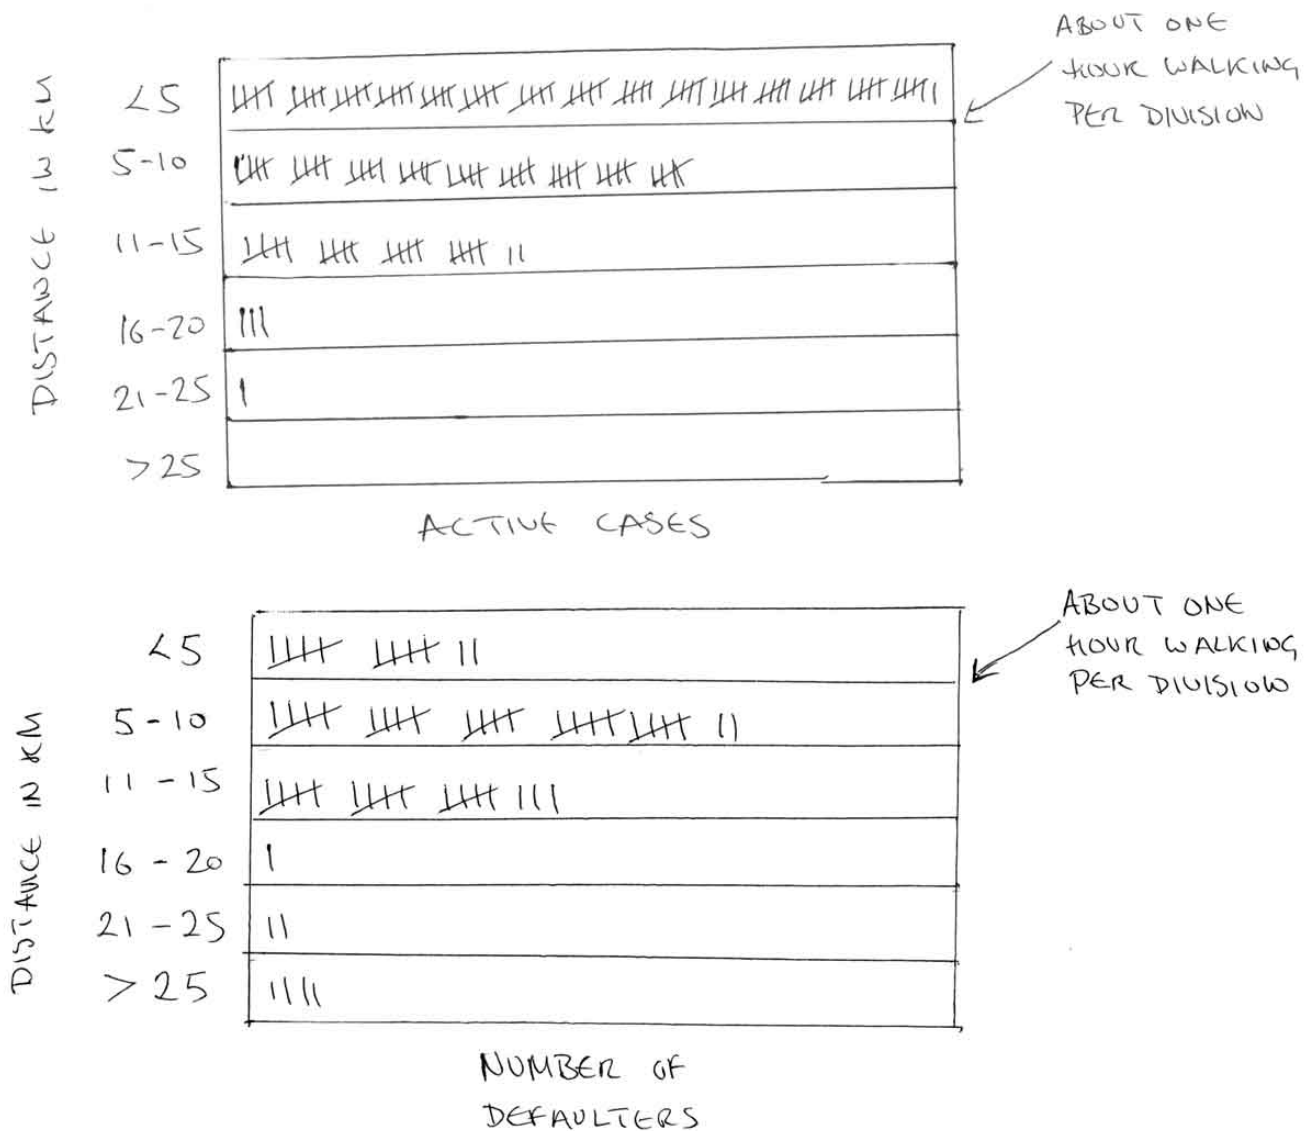 ABOUT ONE
HOUR WALKING
PER DIVISION
DISTANCE IN KM
<5
5-10
11-15
16-20
21-25
>25
ACTIVE CASES
ABOUT ONE
HOUR WALKING
PER DIVISION
DISTANCE IN KM
<5
5-10
11-15
16-20
21-25
>25
NUMBER OF
DEFAULTERS